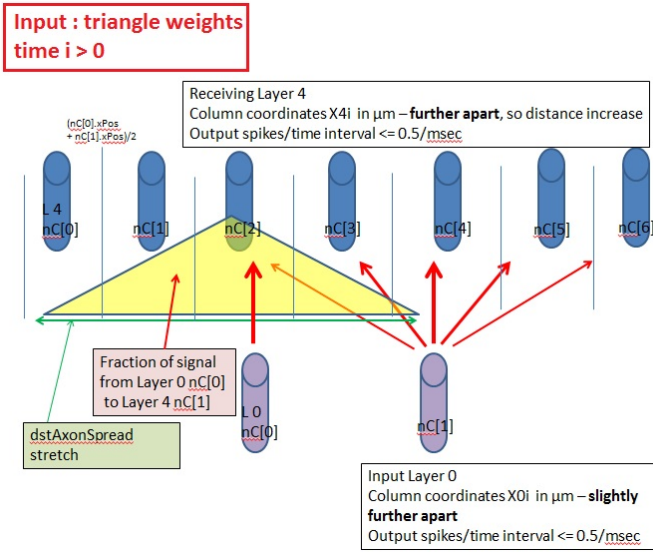 Input : triangle weights
time i > 0
Receiving Layer 4
Column coordinates X4i in µm – further apart, so distance increase
Output spikes/time interval <= 0.5/msec
(nC[0].xPos
+ nC[1].xPos)/2
L 4
nC[0]
nC[1]
nC[2]
nC[3]
nC[4]
nC[5]
nC[6]
Fraction of signal
from Layer 0 nC[0]
to Layer 4 nC[1]
L 0
nC[0]
nC[1]
dstAxonSpread
stretch
Input Layer 0
Column coordinates X0i in µm – slightly
further apart
Output spikes/time interval <= 0.5/msec